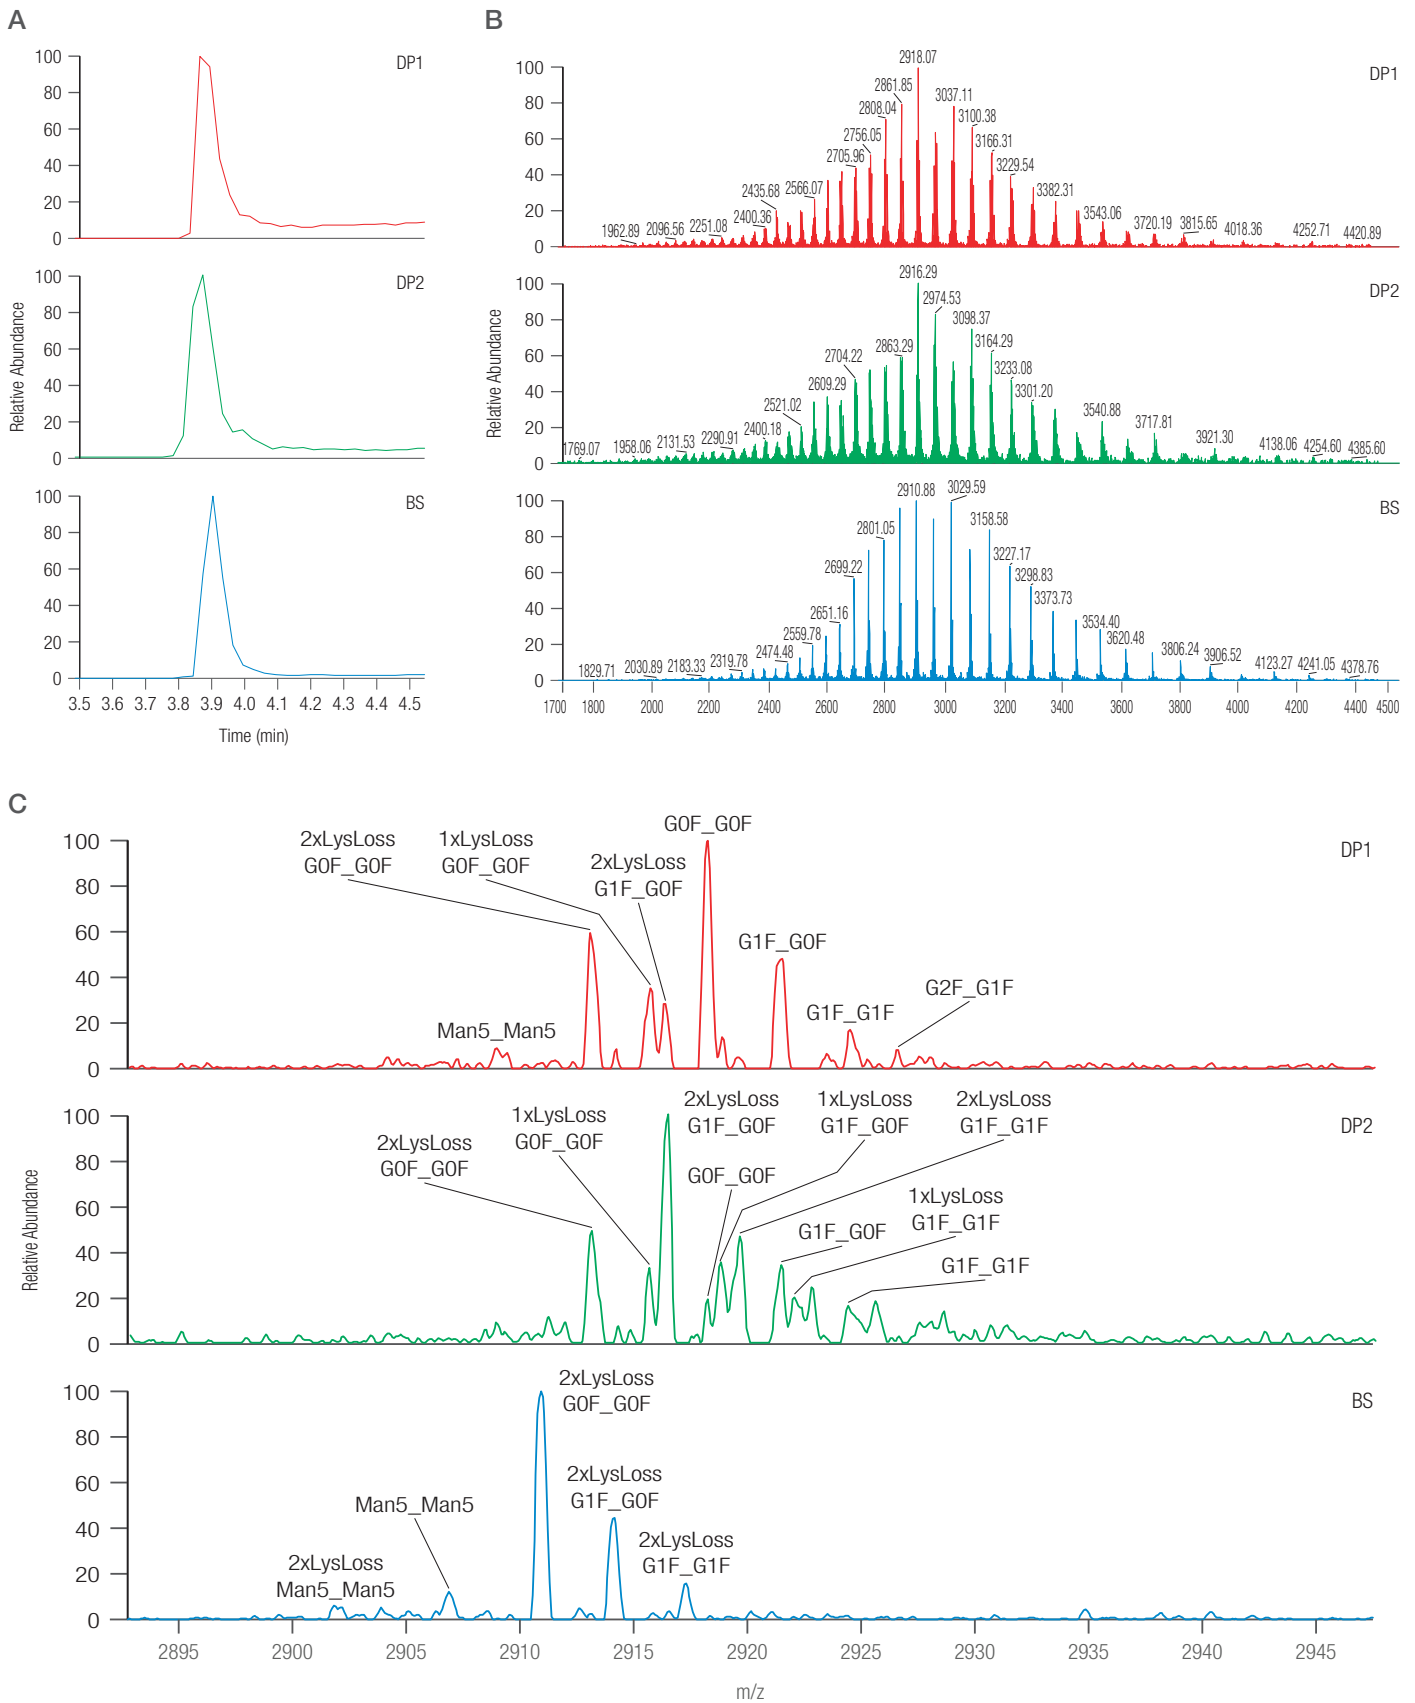 A
B
DP1
100
80
60
40
20
0
DP2
100
80
60
40
20
0
Relative Abundance
BS
100
80
60
40
20
0
3.5 3.6 3.7 3.8 3.9 4.0 4.1 4.2 4.3 4.4 4.5
Time (min)
DP1
100
80
60
40
20
0
1962.89 2096.56 2251.08 2400.36 2435.68 2566.07 2705.96 2756.05 2808.04 2861.85 2918.07 3037.11 3100.38 3166.31 3229.54 3382.31 3543.06 3720.19 3815.65 4018.36 4252.71 4420.89
DP2
100
80
60
40
20
0
Relative Abundance
1769.07 1958.06 2131.53 2290.91 2400.18 2521.02 2609.29 2704.22 2863.29 2916.29 2974.53 3098.37 3164.29 3233.08 3301.20 3540.88 3717.81 3921.30 4138.06 4254.60 4385.60
BS
100
80
60
40
20
0
1829.71 2030.89 2183.33 2319.78 2474.48 2559.78 2651.16 2699.22 2801.05 2910.88 3029.59 3158.58 3227.17 3298.83 3373.73 3534.40 3620.48 3806.24 3906.52 4123.27 4241.05 4378.76
1700 1800 2000 2200 2400 2600 2800 3000 3200 3400 3600 3800 4000 4200 4400 4500
C
DP1
100
80
60
40
20
0
2xLysLoss
G0F_G0F
1xLysLoss
G0F_G0F
2xLysLoss
G1F_G0F
G0F_G0F
G1F_G0F
G1F_G1F
G2F_G1F
Man5_Man5
DP2
100
80
60
40
20
0
Relative Abundance
2xLysLoss
G0F_G0F
1xLysLoss
G0F_G0F
2xLysLoss
G1F_G0F
G0F_G0F
1xLysLoss
G1F_G0F
2xLysLoss
G1F_G1F
G1F_G0F
1xLysLoss
G1F_G1F
G1F_G1F
BS
100
80
60
40
20
0
2xLysLoss
Man5_Man5
Man5_Man5
2xLysLoss
G0F_G0F
2xLysLoss
G1F_G0F
2xLysLoss
G1F_G1F
2895 2900 2905 2910 2915 2920 2925 2930 2935 2940 2945
m/z